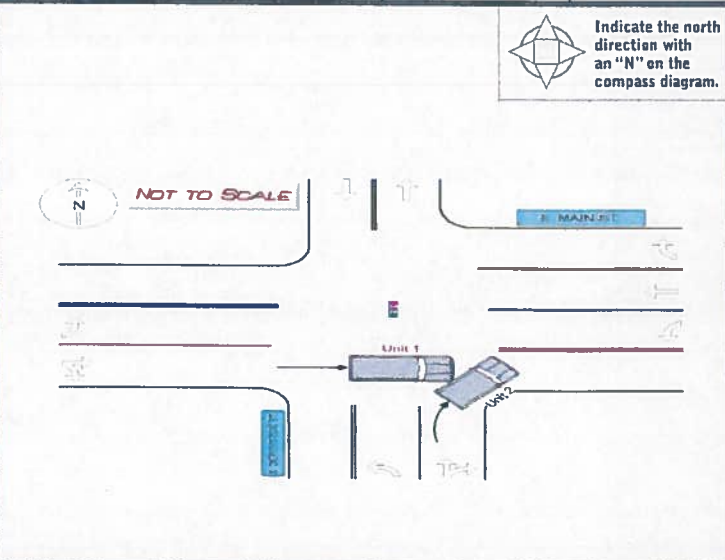 Indicate the north
direction with
an "N" on the
compass diagram.
N
NOT TO SCALE
MAIN ST
Unit 1
Unit 2